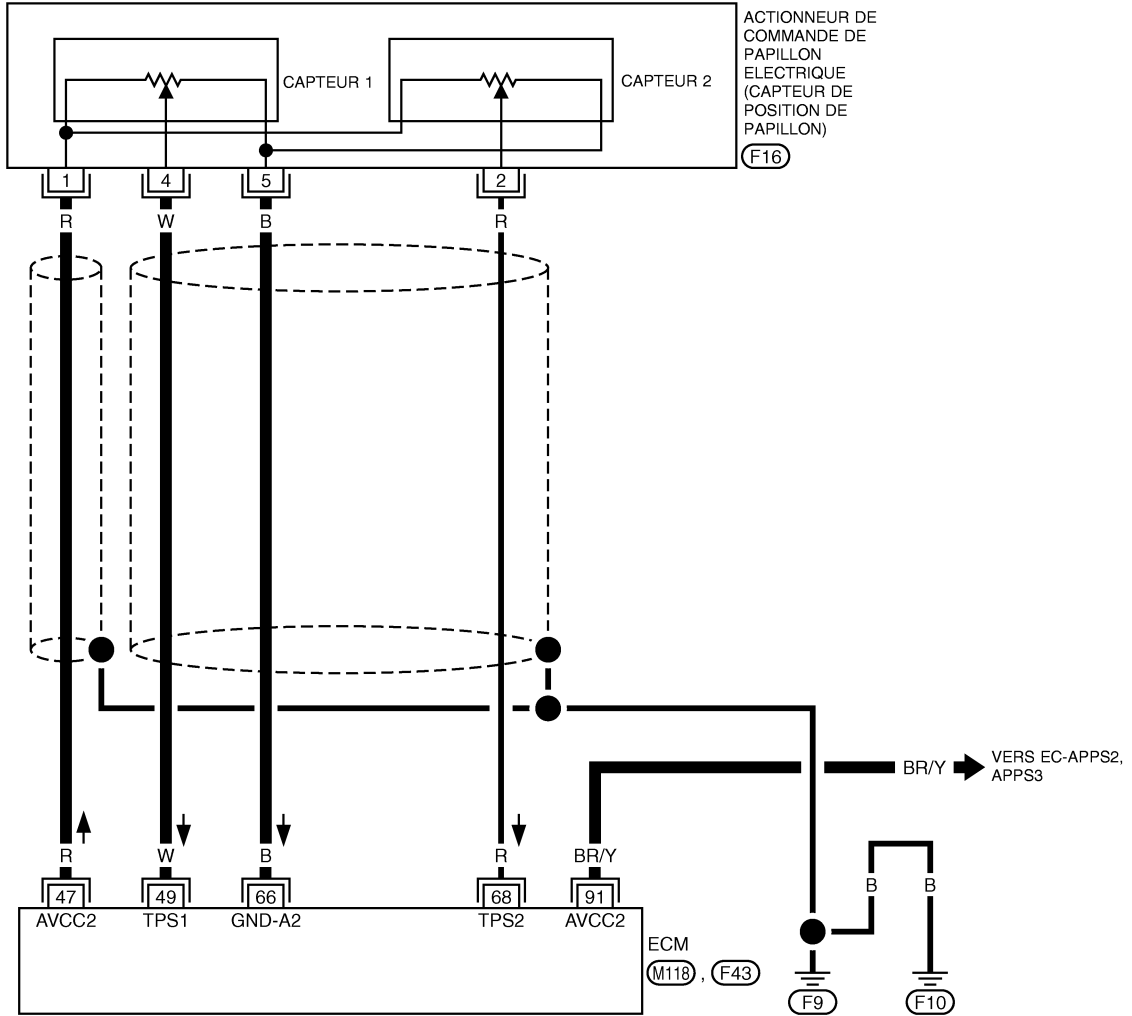 ACTIONNEUR DE
COMMANDE DE
PAPILLON
ELECTRIQUE
(CAPTEUR DE
POSITION DE
PAPILLON)
F16
CAPTEUR 1
CAPTEUR 2
1 4 5 2
R W B R
VERS EC-APPS2,
APPS3
BR/Y
R W B R BR/Y
B B
47 49 66 68 91
AVCC2 TPS1 GND-A2 TPS2 AVCC2
ECM
M118 , F43
F9 F10